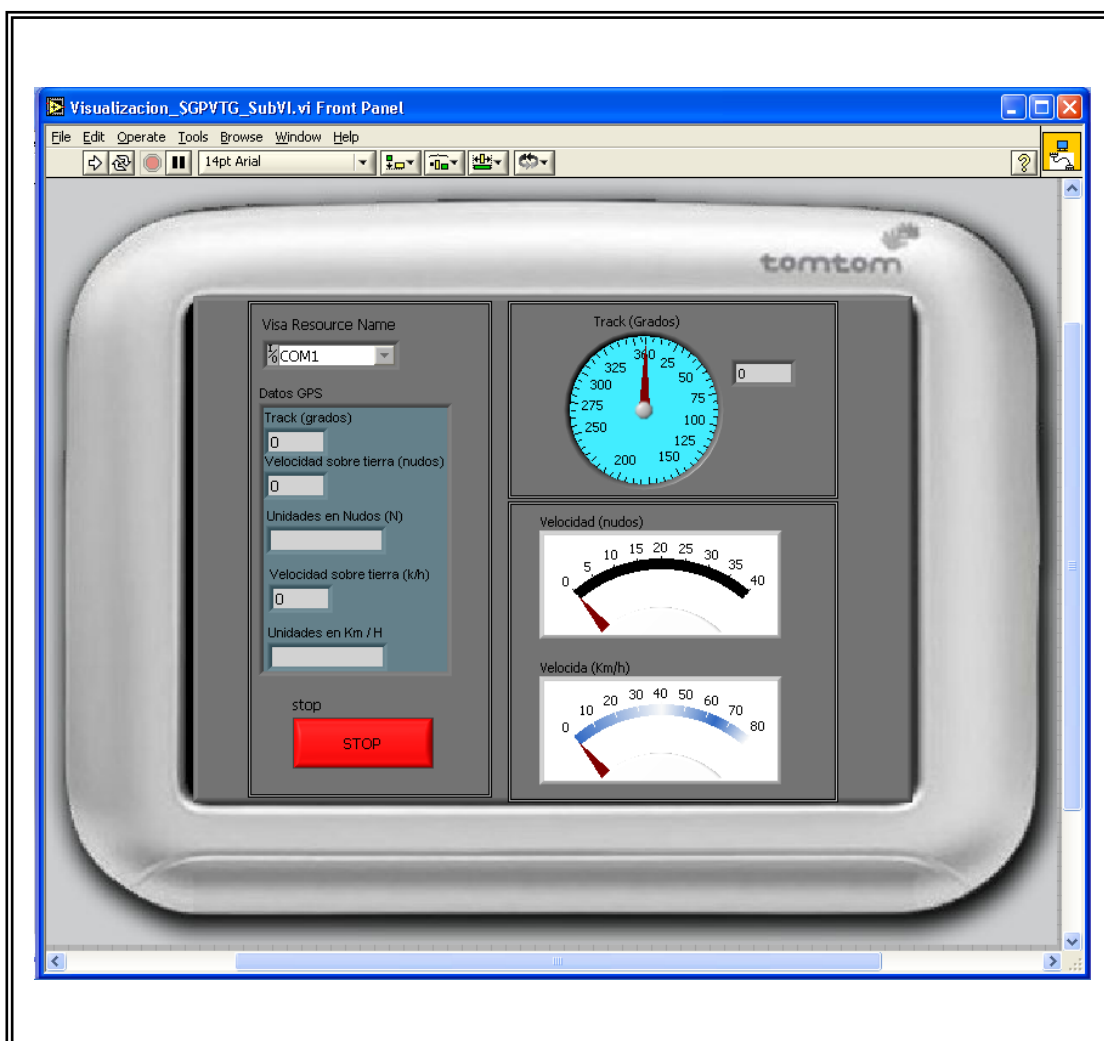 Visualizacion_SGPVTG_SubVI.vi Front Panel
File Edit Operate Tools Browse Window Help
14pt Arial
tomtom
Visa Resource Name
COM1
Datos GPS
Track (grados)
0
Velocidad sobre tierra (nudos)
0
Unidades en Nudos (N)
Velocidad sobre tierra (k/h)
0
Unidades en Km / H
stop
STOP
Track (Grados)
360 25 50 75 100 125 150 200 250 275 300 325
0
Velocidad (nudos)
0 5 10 15 20 25 30 35 40
Velocida (Km/h)
0 10 20 30 40 50 60 70 80